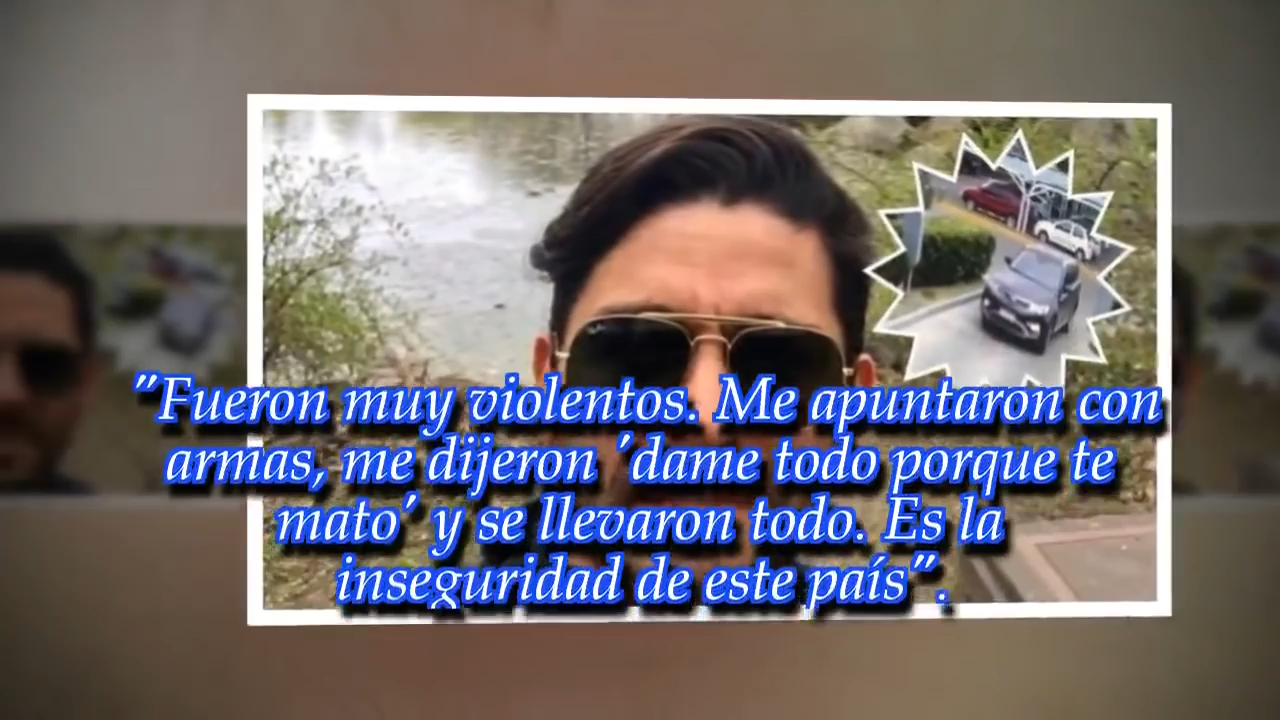 "Fueron muy violentos. Me apuntaron con
armas, me dijeron ´dame todo porque te
mato´ y se llevaron todo. Es la
inseguridad de este país".